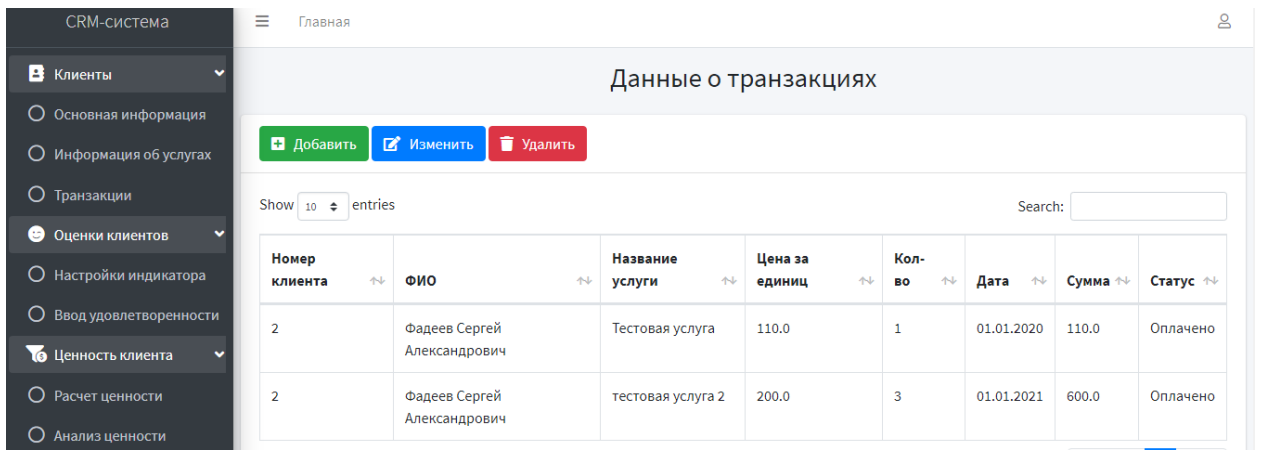 CRM-система
Главная
Клиенты
Основная информация
Информация об услугах
Транзакции
Оценки клиентов
Настройки индикатора
Ввод удовлетворенности
Ценность клиента
Расчет ценности
Анализ ценности
Данные о транзакциях
Добавить Изменить Удалить
Show 10 entries Search:
Номер клиента ФИО Название услуги Цена за единиц Кол-во Дата Сумма Статус
2 Фадеев Сергей Александрович Тестовая услуга 110.0 1 01.01.2020 110.0 Оплачено
2 Фадеев Сергей Александрович тестовая услуга 2 200.0 3 01.01.2021 600.0 Оплачено